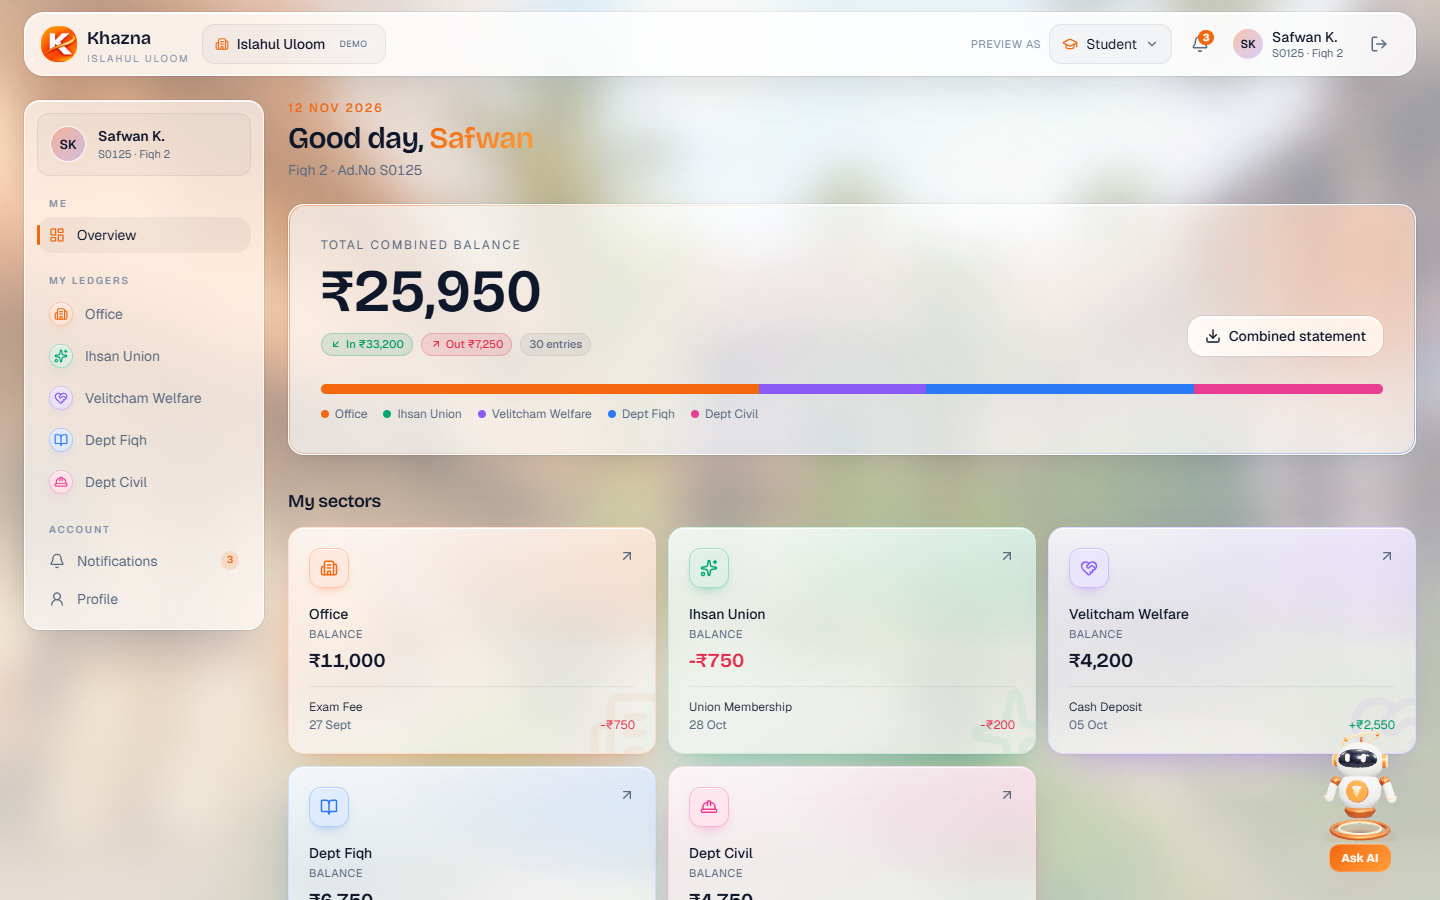 Khazna
ISLAHUL ULOOM
Islahul Uloom DEMO
PREVIEW AS
Student
3
SK
Safwan K.
S0125 · Fiqh 2
SK
Safwan K.
S0125 · Fiqh 2
ME
Overview
MY LEDGERS
Office
Ihsan Union
Velitcham Welfare
Dept Fiqh
Dept Civil
ACCOUNT
Notifications 3
Profile
12 NOV 2026
Good day, Safwan
Fiqh 2 · Ad.No S0125
TOTAL COMBINED BALANCE
₹25,950
In ₹33,200
Out ₹7,250
30 entries
Combined statement
Office
Ihsan Union
Velitcham Welfare
Dept Fiqh
Dept Civil
My sectors
Office
BALANCE
₹11,000
Exam Fee
27 Sept
-₹750
Ihsan Union
BALANCE
-₹750
Union Membership
28 Oct
-₹200
Velitcham Welfare
BALANCE
₹4,200
Cash Deposit
05 Oct
+₹2,550
Dept Fiqh
BALANCE
₹6,750
Dept Civil
BALANCE
₹4,750
Ask AI